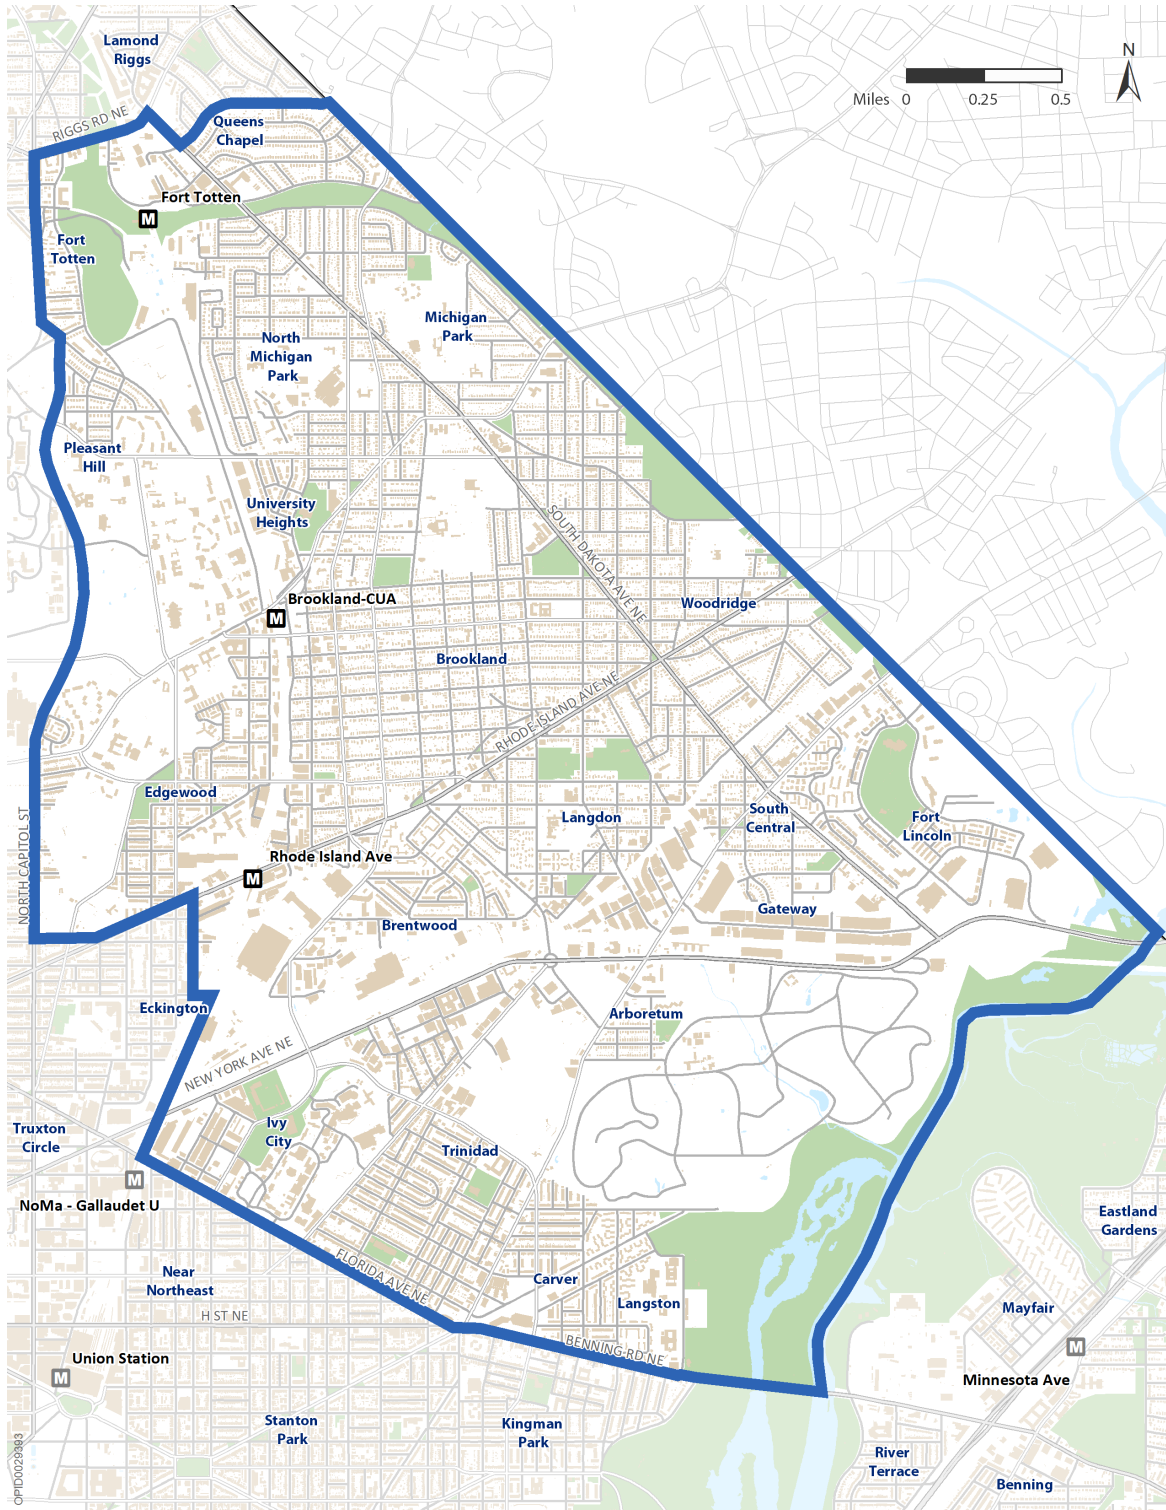 Lamond
Riggs
N
Miles 0 0.25 0.5
RIGGS RD NE
Queens
Chapel
Fort Totten
M
Fort
Totten
Michigan
Park
North
Michigan
Park
Pleasant
Hill
University
Heights
SOUTH DAKOTA AVE NE
Brookland-CUA
M
Woodridge
Brookland
RHODE ISLAND AVE NE
Edgewood
NORTH CAPITOL ST
Langdon
South
Central
Fort
Lincoln
Rhode Island Ave
M
Brentwood
Gateway
Eckington
Arboretum
NEW YORK AVE NE
Ivy
City
Truxton
Circle
Trinidad
M
NoMa - Gallaudet U
Eastland
Gardens
FLORIDA AVE NE
Near
Northeast
Carver
Langston
H ST NE
Mayfair
BENNING RD NE
M
Union Station
M
Minnesota Ave
Stanton
Park
Kingman
Park
River
Terrace
Benning
OPID0029393